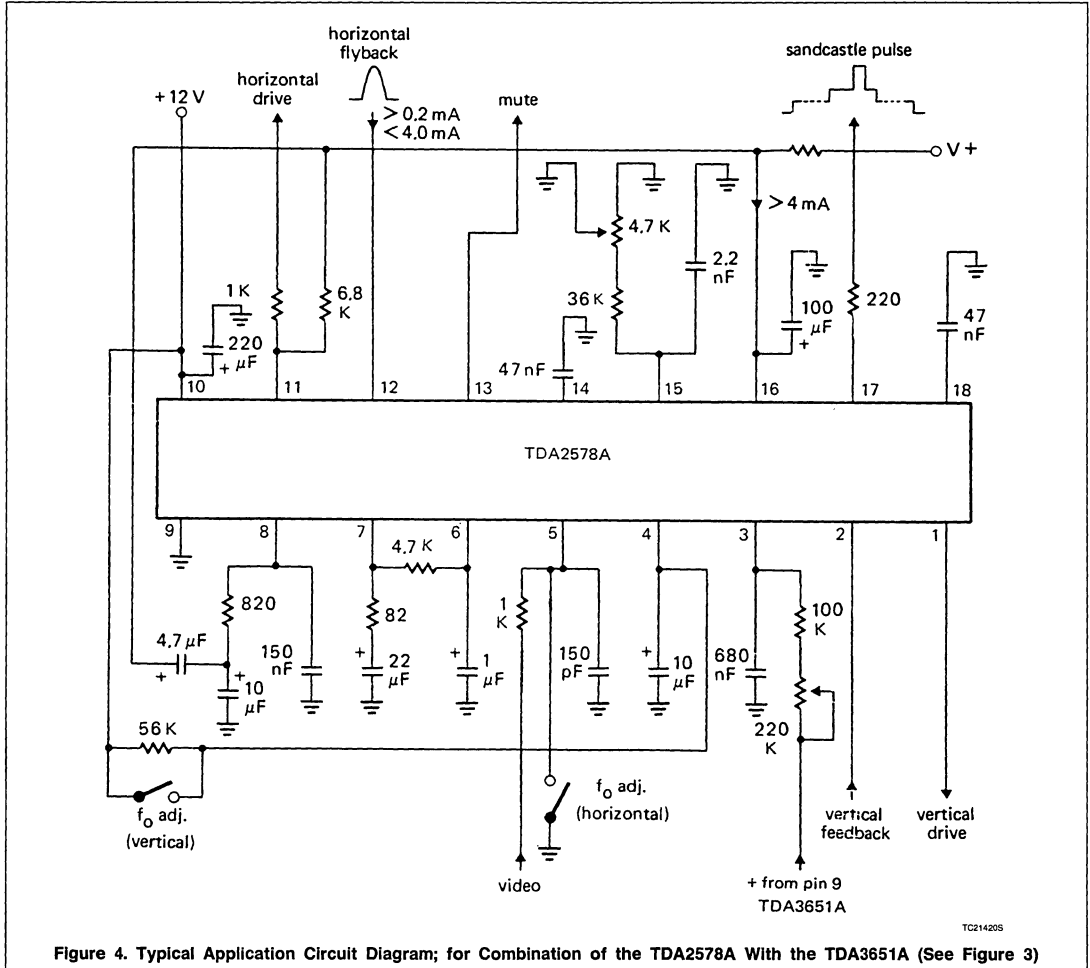 horizontal
flyback
sandcastle pulse
horizontal
drive
+12 V
> 0.2 mA
< 4.0 mA
mute
V +
> 4 mA
4.7 K
2.2
nF
1 K
6.8
K
36 K
100
µF
+
220
47
nF
220
µF
+
47 nF
10
11
12
13
14
15
16
17
18
TDA2578A
9
8
7
6
5
4
3
2
1
4.7 K
820
82
1
K
100
K
4.7 µF
+
150
nF
+
22
µF
+
1
µF
150
pF
+
10
µF
680
nF
+
10
µF
220
K
56 K
fo adj.
(vertical)
fo adj.
(horizontal)
vertical
feedback
vertical
drive
video
+ from pin 9
TDA3651A
TC21420S
Figure 4. Typical Application Circuit Diagram; for Combination of the TDA2578A With the TDA3651A (See Figure 3)